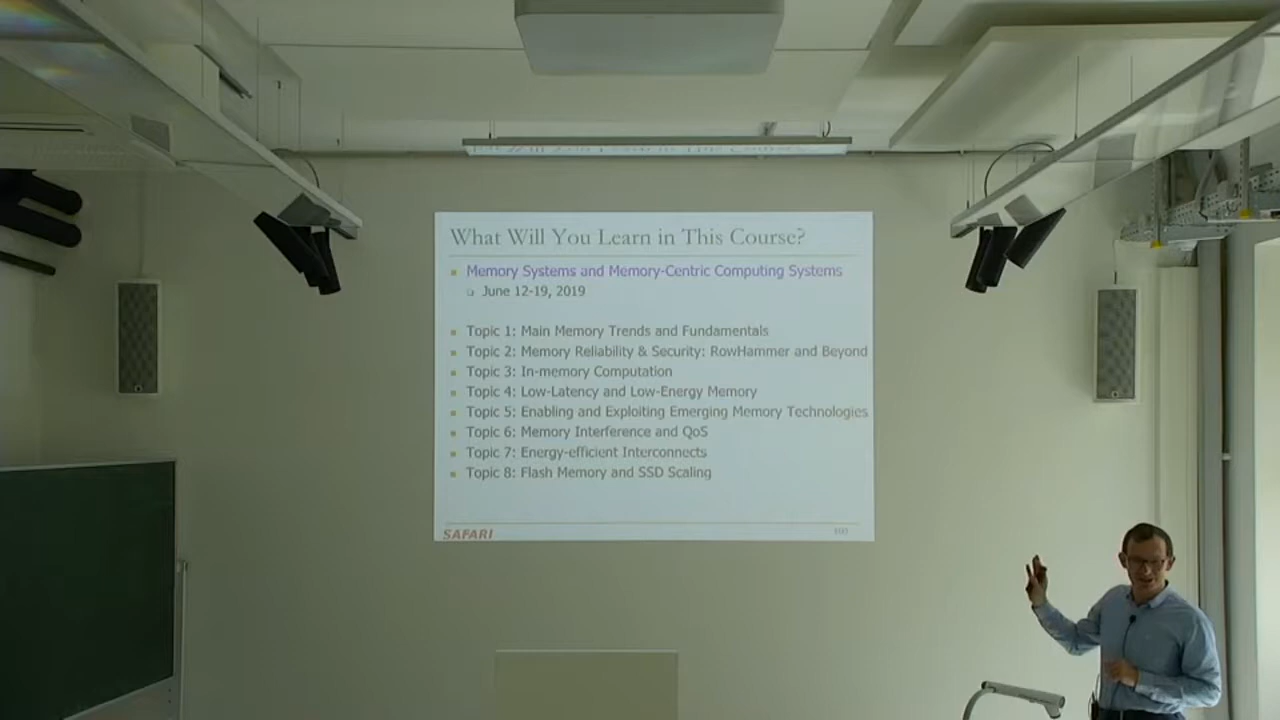 What Will You Learn in This Course?
Memory Systems and Memory-Centric Computing Systems
June 12-19, 2019
Topic 1: Main Memory Trends and Fundamentals
Topic 2: Memory Reliability & Security: RowHammer and Beyond
Topic 3: In-memory Computation
Topic 4: Low-Latency and Low-Energy Memory
Topic 5: Enabling and Exploiting Emerging Memory Technologies
Topic 6: Memory Interference and QoS
Topic 7: Energy-efficient Interconnects
Topic 8: Flash Memory and SSD Scaling
SAFARI